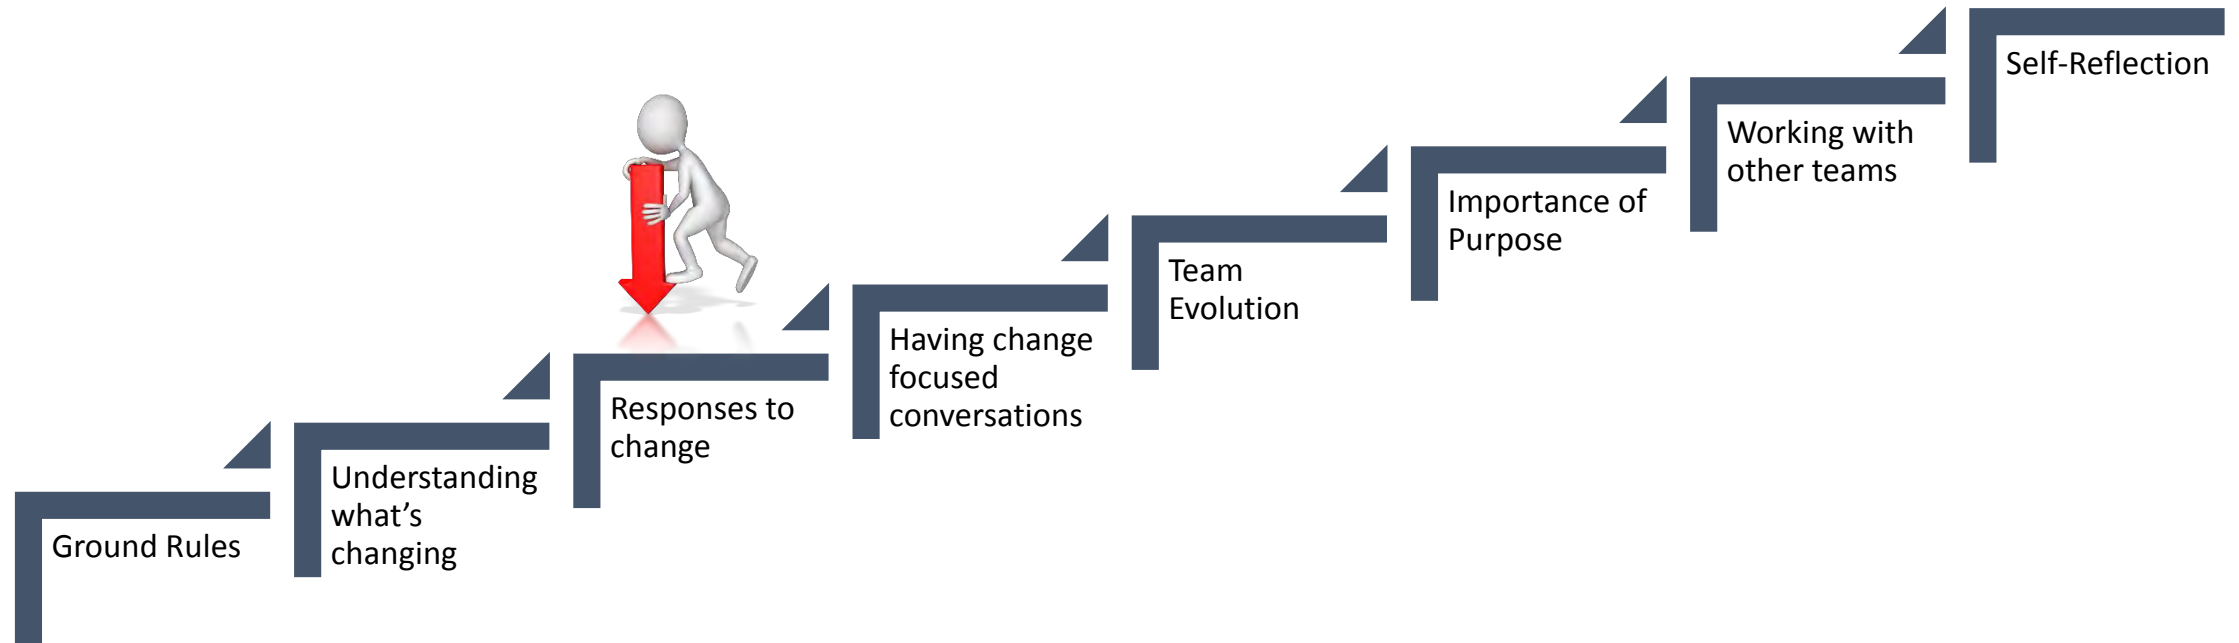 Ground Rules
Understanding
what’s
changing
Responses to
change
Having change
focused
conversations
Team
Evolution
Importance of
Purpose
Working with
other teams
Self-Reflection